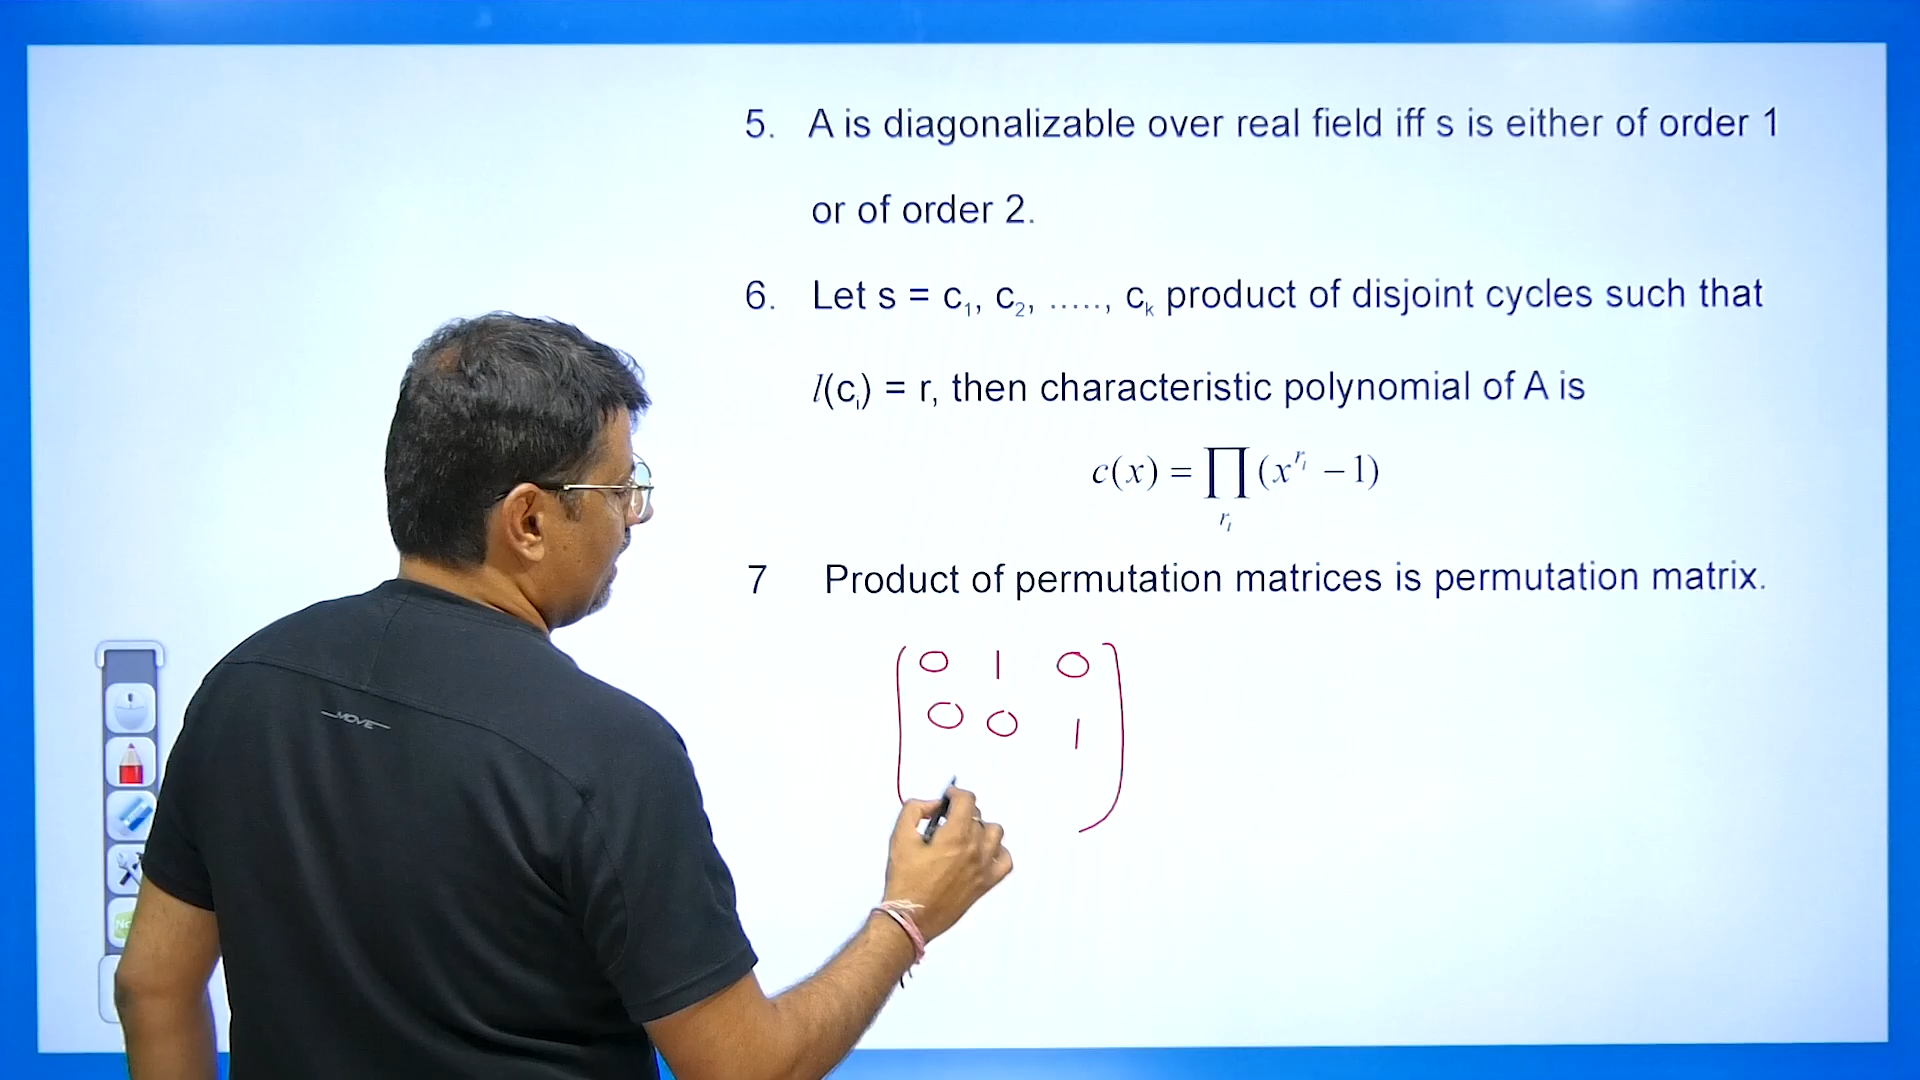 5. A is diagonalizable over real field iff s is either of order 1
or of order 2.
6. Let s = c₁, c₂, ....., cₖ product of disjoint cycles such that
l(cᵢ) = r, then characteristic polynomial of A is
c(x) = ∏ (x^{rᵢ} − 1)
rᵢ
7 Product of permutation matrices is permutation matrix.
0 1 0
0 0 1
MOVE